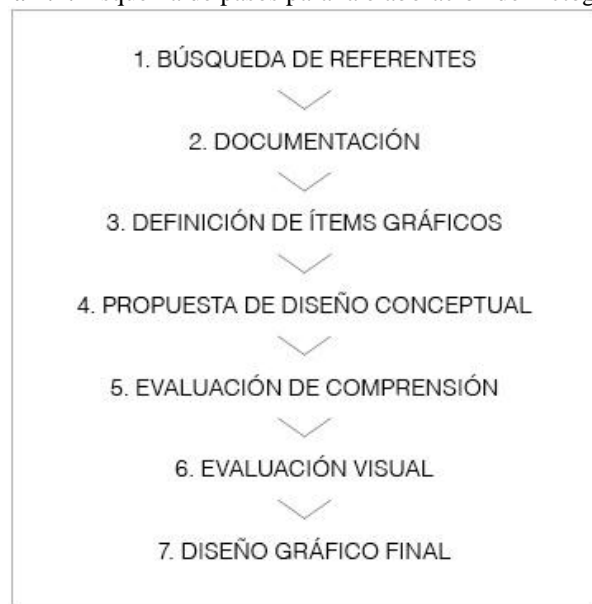 1. BÚSQUEDA DE REFERENTES
2. DOCUMENTACIÓN
3. DEFINICIÓN DE ÍTEMS GRÁFICOS
4. PROPUESTA DE DISEÑO CONCEPTUAL
5. EVALUACIÓN DE COMPRENSIÓN
6. EVALUACIÓN VISUAL
7. DISEÑO GRÁFICO FINAL